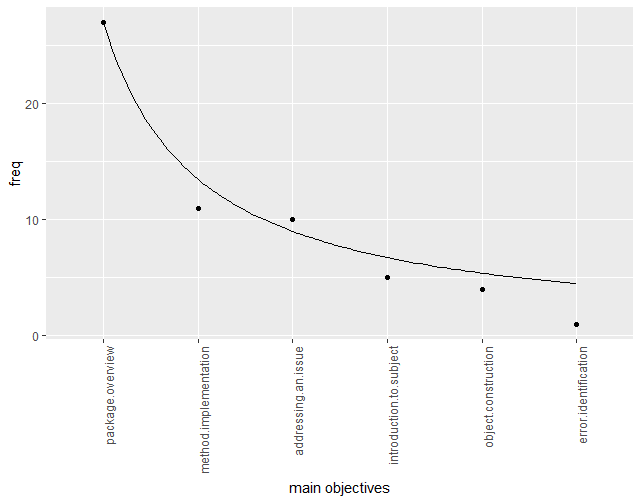 freq
20
10
0
package.overview
method.implementation
addressing.an.issue
introduction.to.subject
object.construction
error.identification
main objectives